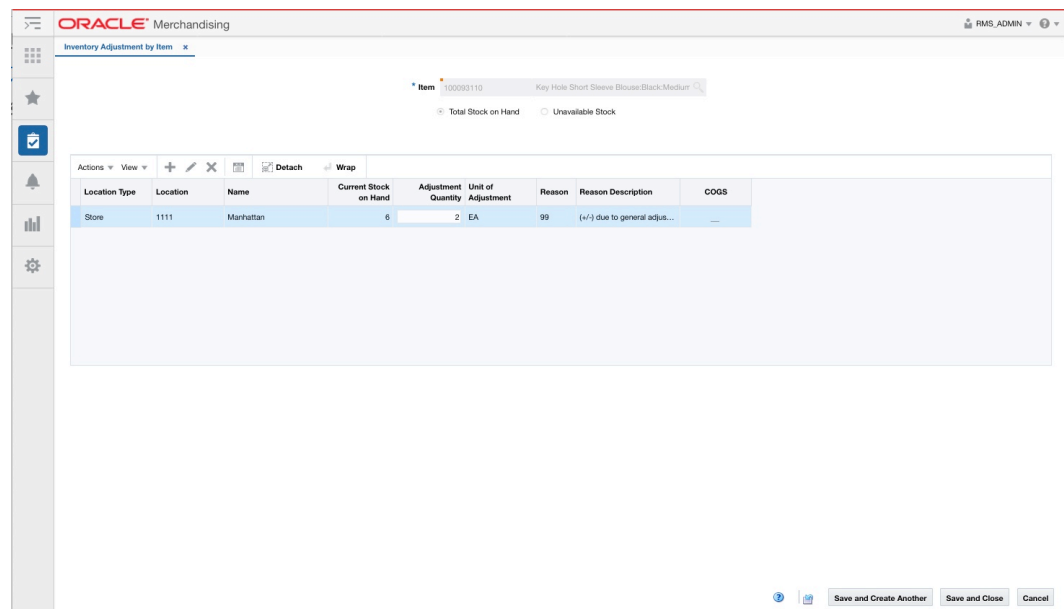 ORACLE® Merchandising
RMS_ADMIN
Inventory Adjustment by Item x
* Item 100093110 Key Hole Short Sleeve Blouse:Black:Medium
Total Stock on Hand Unavailable Stock
Actions View Detach Wrap
Location Type Location Name Current Stock on Hand Adjustment Quantity Unit of Adjustment Reason Reason Description COGS
Store 1111 Manhattan 6 2 EA 99 (+/-) due to general adjus... __
Save and Create Another Save and Close Cancel